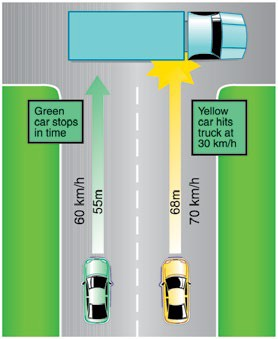 Green
car stops
in time
Yellow
car hits
truck at
30 km/h
60 km/h
55m
68m
70 km/h